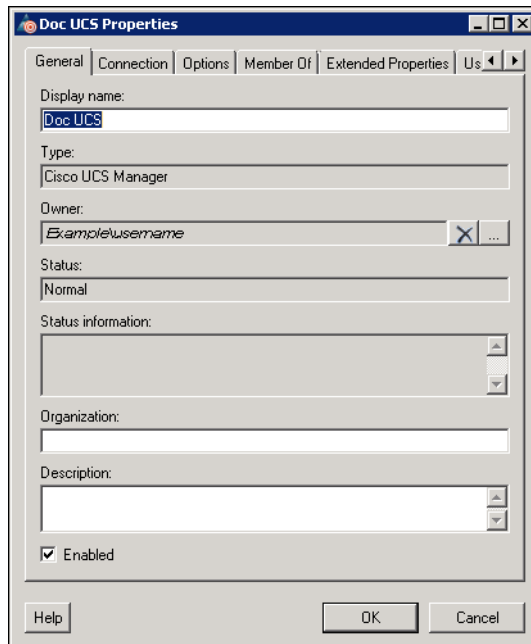 Doc UCS Properties
General Connection Options Member Of Extended Properties Us
Display name:
Doc UCS
Type:
Cisco UCS Manager
Owner:
Example\username
...
Status:
Normal
Status information:
Organization:
Description:
Enabled
Help OK Cancel